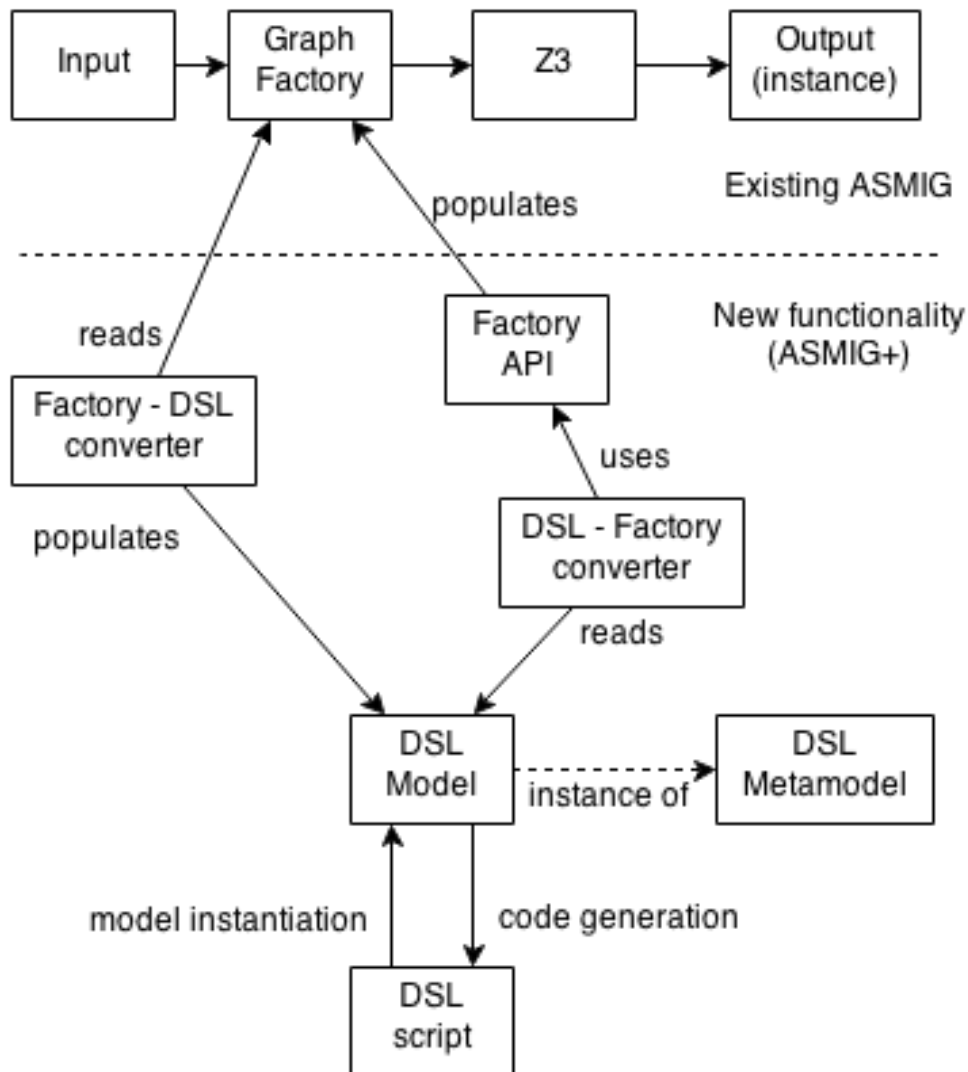 Input
Graph
Factory
Z3
Output
(instance)
Existing ASMIG
populates
reads
Factory
API
New functionality
(ASMIG+)
Factory - DSL
converter
uses
populates
DSL - Factory
converter
reads
DSL
Model
instance of
DSL
Metamodel
model instantiation
code generation
DSL
script